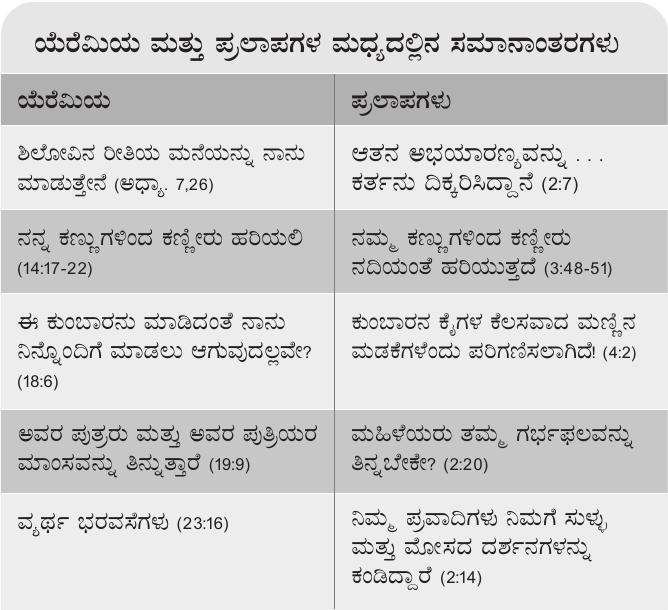 ಯೆರೆಮಿಯ ಮತ್ತು ಪ್ರಲಾಪಗಳ ಮಧ್ಯದಲ್ಲಿನ ಸಮಾನಾಂತರಗಳು
ಯೆರೆಮಿಯ
ಪ್ರಲಾಪಗಳು
ಶಿಲೋವಿನ ರೀತಿಯ ಮನೆಯನ್ನು ನಾನು
ಮಾಡುತ್ತೇನೆ (ಅಧ್ಯಾ. 7,26)
ಆತನ ಅಭಯಾರಣ್ಯವನ್ನು . . .
ಕರ್ತನು ದಿಕ್ಕರಿಸಿದ್ದಾನೆ (2:7)
ನನ್ನ ಕಣ್ಣುಗಳಿಂದ ಕಣ್ಣೀರು ಹರಿಯಲಿ
(14:17-22)
ನಮ್ಮ ಕಣ್ಣುಗಳಿಂದ ಕಣ್ಣೀರು
ನದಿಯಂತೆ ಹರಿಯುತ್ತದೆ (3:48-51)
ಈ ಕುಂಬಾರನು ಮಾಡಿದಂತೆ ನಾನು
ನಿನ್ನೊಂದಿಗೆ ಮಾಡಲು ಆಗುವುದಲ್ಲವೇ?
(18:6)
ಕುಂಬಾರನ ಕೈಗಳ ಕೆಲಸವಾದ ಮಣ್ಣಿನ
ಮಡಕೆಗಳೆಂದು ಪರಿಗಣಿಸಲಾಗಿದೆ! (4:2)
ಅವರ ಪುತ್ರರು ಮತ್ತು ಅವರ ಪುತ್ರಿಯರ
ಮಾಂಸವನ್ನು ತಿನ್ನುತ್ತಾರೆ (19:9)
ಮಹಿಳೆಯರು ತಮ್ಮ ಗರ್ಭಫಲವನ್ನು
ತಿನ್ನಬೇಕೇ? (2:20)
ವ್ಯರ್ಥ ಭರವಸೆಗಳು (23:16)
ನಿಮ್ಮ ಪ್ರವಾದಿಗಳು ನಿಮಗೆ ಸುಳ್ಳು
ಮತ್ತು ಮೋಸದ ದರ್ಶನಗಳನ್ನು
ಕಂಡಿದ್ದಾರೆ (2:14)